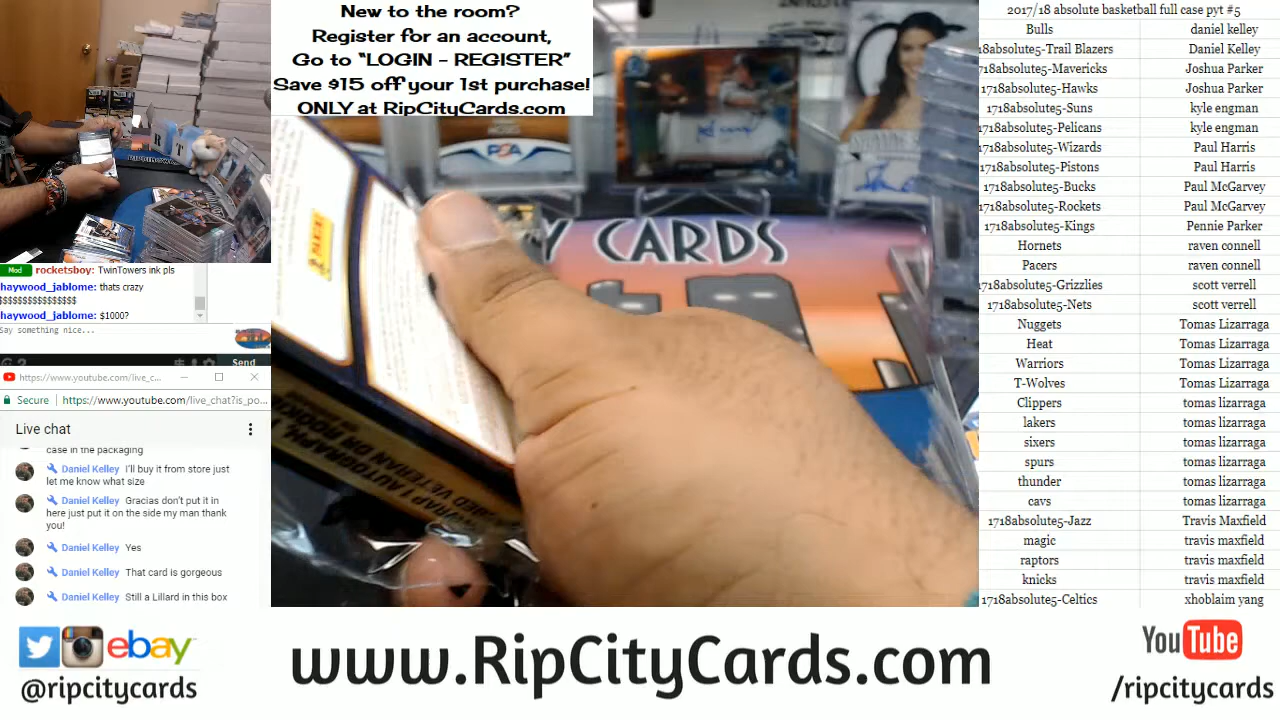 New to the room?
Register for an account,
Go to “LOGIN - REGISTER”
Save $15 off your 1st purchase!
ONLY at RipCityCards.com
Mod rocketsboy: TwinTowers ink pls
haywood_jablome: thats crazy
$$$$$$$$$$$$$$$$
haywood_jablome: $1000?
Say something nice...
Send
https://www.youtube.com/live_c...
Secure https://www.youtube.com/live_chat?is_po...
Live chat
case in the packaging
Daniel Kelley I'll buy it from store just
let me know what size
Daniel Kelley Gracias don't put it in
here just put it on the side my man thank
you!
Daniel Kelley Yes
Daniel Kelley That card is gorgeous
Daniel Kelley Still a Lillard in this box
PSA
Y CARDS
PANINI
2017/18 absolute basketball full case pyt #5
Bulls daniel kelley
18absolute5-Trail Blazers Daniel Kelley
1718absolute5-Mavericks Joshua Parker
1718absolute5-Hawks Joshua Parker
1718absolute5-Suns kyle engman
1718absolute5-Pelicans kyle engman
1718absolute5-Wizards Paul Harris
1718absolute5-Pistons Paul Harris
1718absolute5-Bucks Paul McGarvey
1718absolute5-Rockets Paul McGarvey
1718absolute5-Kings Pennie Parker
Hornets raven connell
Pacers raven connell
1718absolute5-Grizzlies scott verrell
1718absolute5-Nets scott verrell
Nuggets Tomas Lizarraga
Heat Tomas Lizarraga
Warriors Tomas Lizarraga
T-Wolves Tomas Lizarraga
Clippers tomas lizarraga
lakers tomas lizarraga
sixers tomas lizarraga
spurs tomas lizarraga
thunder tomas lizarraga
cavs tomas lizarraga
1718absolute5-Jazz Travis Maxfield
magic travis maxfield
raptors travis maxfield
knicks travis maxfield
1718absolute5-Celtics xhoblaim yang
ebay
@ripcitycards
www.RipCityCards.com
YouTube
/ripcitycards